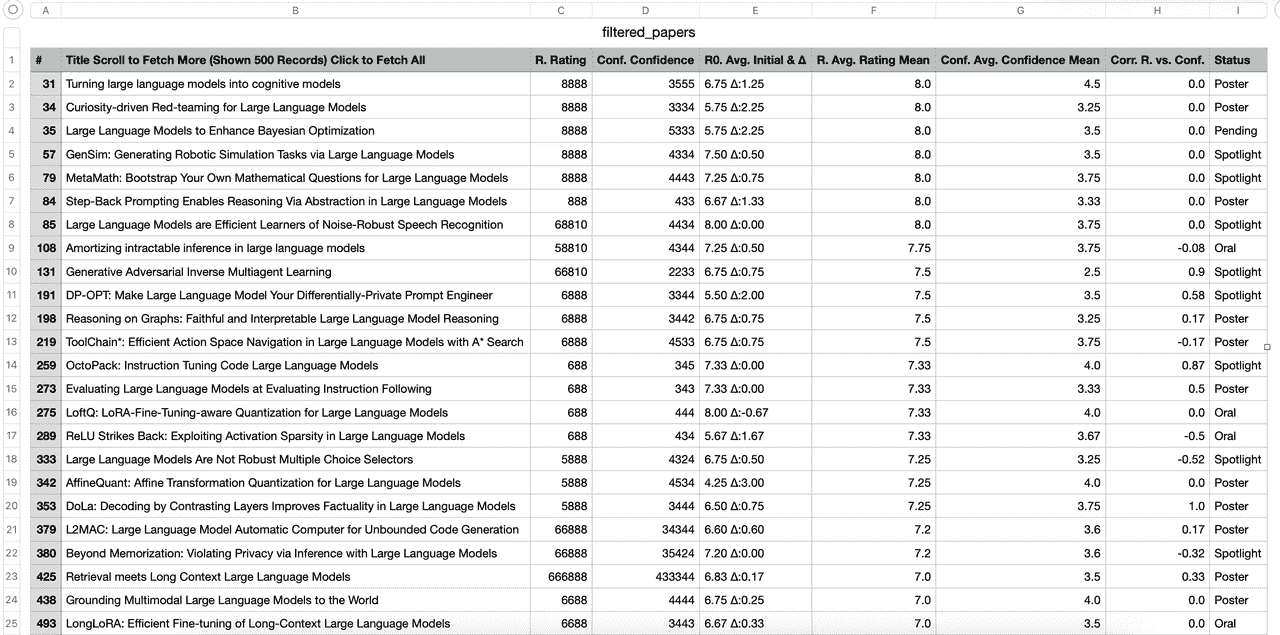 A B C D E F G H I
filtered_papers
1 # Title Scroll to Fetch More (Shown 500 Records) Click to Fetch All R. Rating Conf. Confidence R0. Avg. Initial & Δ R. Avg. Rating Mean Conf. Avg. Confidence Mean Corr. R. vs. Conf. Status
2 31 Turning large language models into cognitive models 8888 3555 6.75 Δ:1.25 8.0 4.5 0.0 Poster
3 34 Curiosity-driven Red-teaming for Large Language Models 8888 3334 5.75 Δ:2.25 8.0 3.25 0.0 Poster
4 35 Large Language Models to Enhance Bayesian Optimization 8888 5333 5.75 Δ:2.25 8.0 3.5 0.0 Pending
5 57 GenSim: Generating Robotic Simulation Tasks via Large Language Models 8888 4334 7.50 Δ:0.50 8.0 3.5 0.0 Spotlight
6 79 MetaMath: Bootstrap Your Own Mathematical Questions for Large Language Models 8888 4443 7.25 Δ:0.75 8.0 3.75 0.0 Spotlight
7 84 Step-Back Prompting Enables Reasoning Via Abstraction in Large Language Models 888 433 6.67 Δ:1.33 8.0 3.33 0.0 Poster
8 85 Large Language Models are Efficient Learners of Noise-Robust Speech Recognition 68810 4434 8.00 Δ:0.00 8.0 3.75 0.0 Spotlight
9 108 Amortizing intractable inference in large language models 58810 4344 7.25 Δ:0.50 7.75 3.75 -0.08 Oral
10 131 Generative Adversarial Inverse Multiagent Learning 66810 2233 6.75 Δ:0.75 7.5 2.5 0.9 Spotlight
11 191 DP-OPT: Make Large Language Model Your Differentially-Private Prompt Engineer 6888 3344 5.50 Δ:2.00 7.5 3.5 0.58 Spotlight
12 198 Reasoning on Graphs: Faithful and Interpretable Large Language Model Reasoning 6888 3442 6.75 Δ:0.75 7.5 3.25 0.17 Poster
13 219 ToolChain*: Efficient Action Space Navigation in Large Language Models with A* Search 6888 4533 6.75 Δ:0.75 7.5 3.75 -0.17 Poster
14 259 OctoPack: Instruction Tuning Code Large Language Models 688 345 7.33 Δ:0.00 7.33 4.0 0.87 Spotlight
15 273 Evaluating Large Language Models at Evaluating Instruction Following 688 343 7.33 Δ:0.00 7.33 3.33 0.5 Poster
16 275 LoftQ: LoRA-Fine-Tuning-aware Quantization for Large Language Models 688 444 8.00 Δ:-0.67 7.33 4.0 0.0 Oral
17 289 ReLU Strikes Back: Exploiting Activation Sparsity in Large Language Models 688 434 5.67 Δ:1.67 7.33 3.67 -0.5 Oral
18 333 Large Language Models Are Not Robust Multiple Choice Selectors 5888 4324 6.75 Δ:0.50 7.25 3.25 -0.52 Spotlight
19 342 AffineQuant: Affine Transformation Quantization for Large Language Models 5888 4534 4.25 Δ:3.00 7.25 4.0 0.0 Poster
20 353 DoLa: Decoding by Contrasting Layers Improves Factuality in Large Language Models 5888 3444 6.50 Δ:0.75 7.25 3.75 1.0 Poster
21 379 L2MAC: Large Language Model Automatic Computer for Unbounded Code Generation 66888 34344 6.60 Δ:0.60 7.2 3.6 0.17 Poster
22 380 Beyond Memorization: Violating Privacy via Inference with Large Language Models 66888 35424 7.20 Δ:0.00 7.2 3.6 -0.32 Spotlight
23 425 Retrieval meets Long Context Large Language Models 666888 433344 6.83 Δ:0.17 7.0 3.5 0.33 Poster
24 438 Grounding Multimodal Large Language Models to the World 6688 4444 6.75 Δ:0.25 7.0 4.0 0.0 Poster
25 493 LongLoRA: Efficient Fine-tuning of Long-Context Large Language Models 6688 3443 6.67 Δ:0.33 7.0 3.5 0.0 Oral